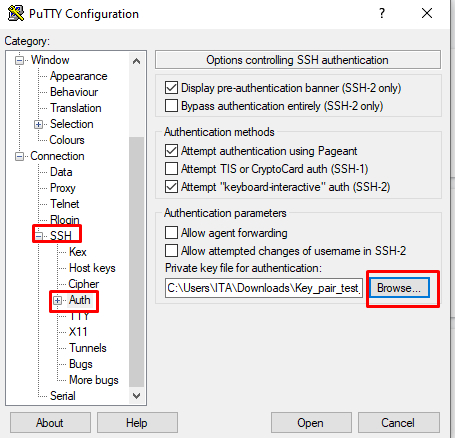 PuTTY Configuration
Category:
Window
Appearance
Behaviour
Translation
Selection
Colours
Connection
Data
Proxy
Telnet
Rlogin
SSH
Kex
Host keys
Cipher
Auth
TTY
X11
Tunnels
Bugs
More bugs
Serial
Options controlling SSH authentication
Display pre-authentication banner (SSH-2 only)
Bypass authentication entirely (SSH-2 only)
Authentication methods
Attempt authentication using Pageant
Attempt TIS or CryptoCard auth (SSH-1)
Attempt "keyboard-interactive" auth (SSH-2)
Authentication parameters
Allow agent forwarding
Allow attempted changes of username in SSH-2
Private key file for authentication:
C:\Users\ITA\Downloads\Key_pair_test_
Browse...
About
Help
Open
Cancel